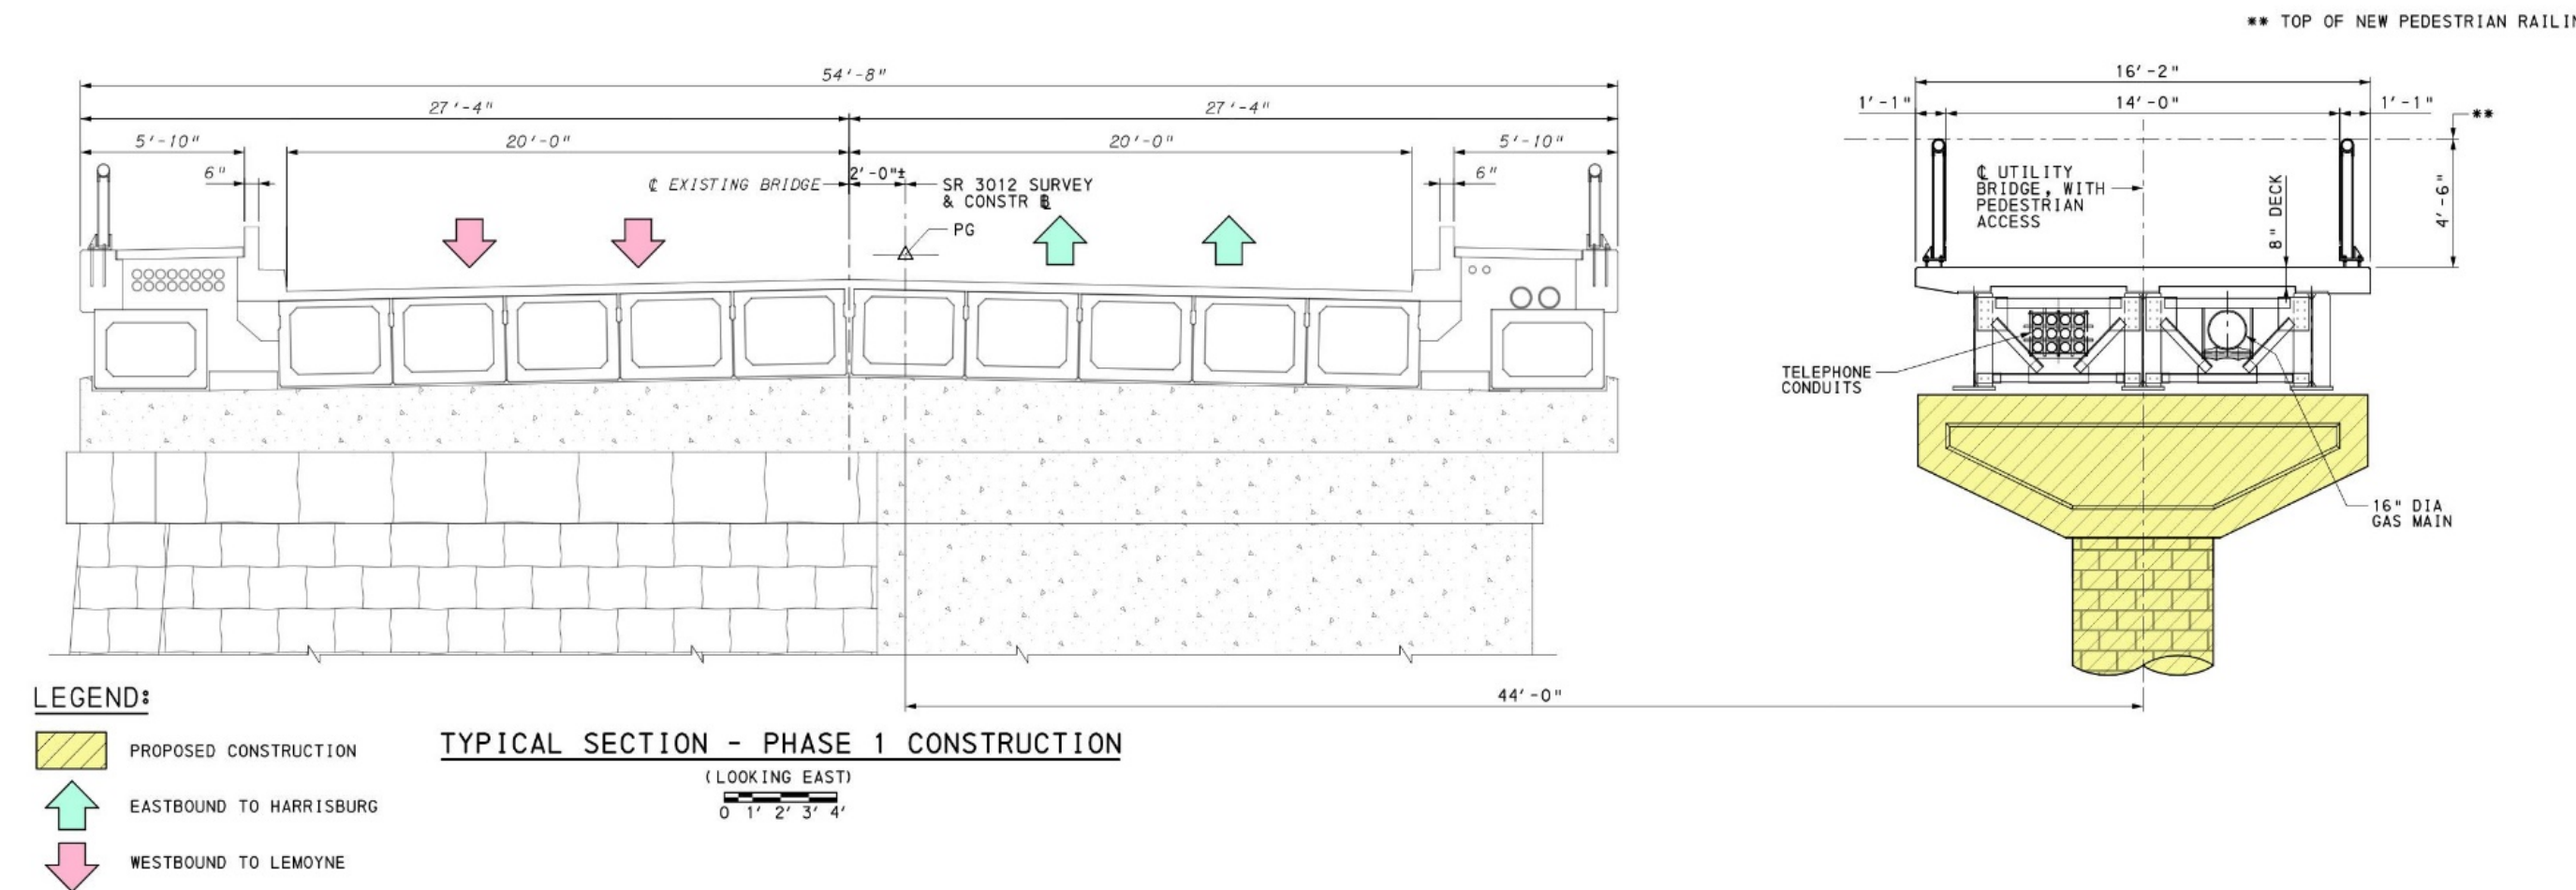 ** TOP OF NEW PEDESTRIAN RAILIN
54'-8"
27'-4"
27'-4"
5'-10"
20'-0"
20'-0"
5'-10"
6"
℄ EXISTING BRIDGE
2'-0"±
SR 3012 SURVEY
& CONSTR ℄
PG
6"
16'-2"
1'-1"
14'-0"
1'-1"
**
℄ UTILITY
BRIDGE, WITH
PEDESTRIAN
ACCESS
8" DECK
4'-6"
TELEPHONE
CONDUITS
16" DIA
GAS MAIN
44'-0"
LEGEND:
PROPOSED CONSTRUCTION
EASTBOUND TO HARRISBURG
WESTBOUND TO LEMOYNE
TYPICAL SECTION - PHASE 1 CONSTRUCTION
(LOOKING EAST)
0 1' 2' 3' 4'